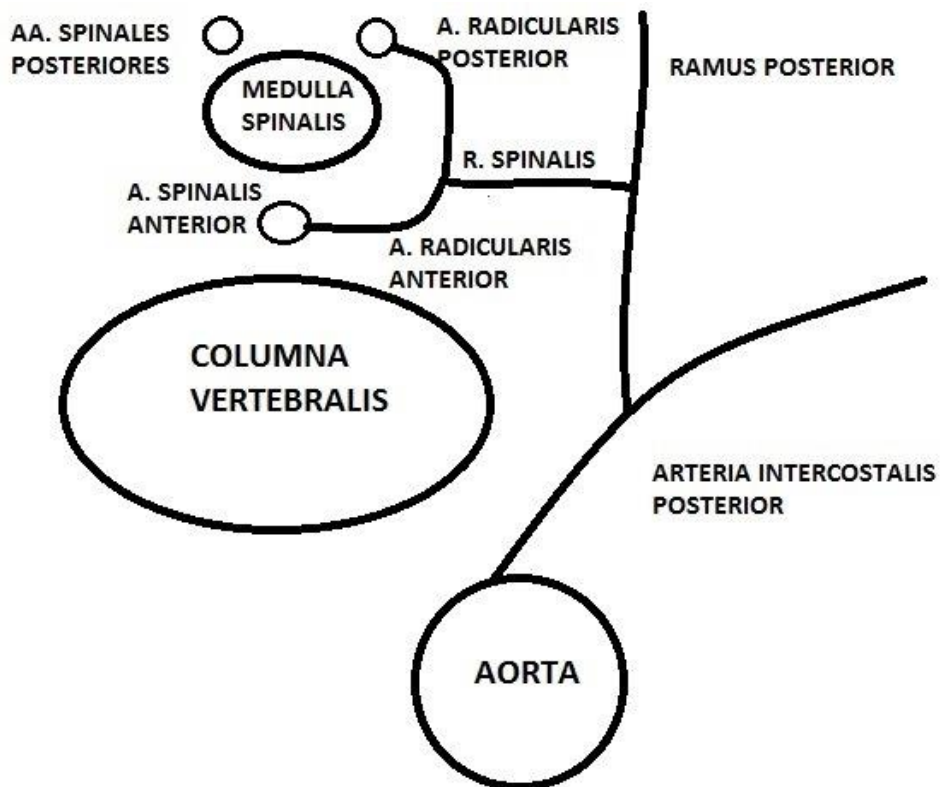 AA. SPINALES
POSTERIORES
A. RADICULARIS
POSTERIOR
RAMUS POSTERIOR
MEDULLA
SPINALIS
R. SPINALIS
A. SPINALIS
ANTERIOR
A. RADICULARIS
ANTERIOR
COLUMNA
VERTEBRALIS
ARTERIA INTERCOSTALIS
POSTERIOR
AORTA